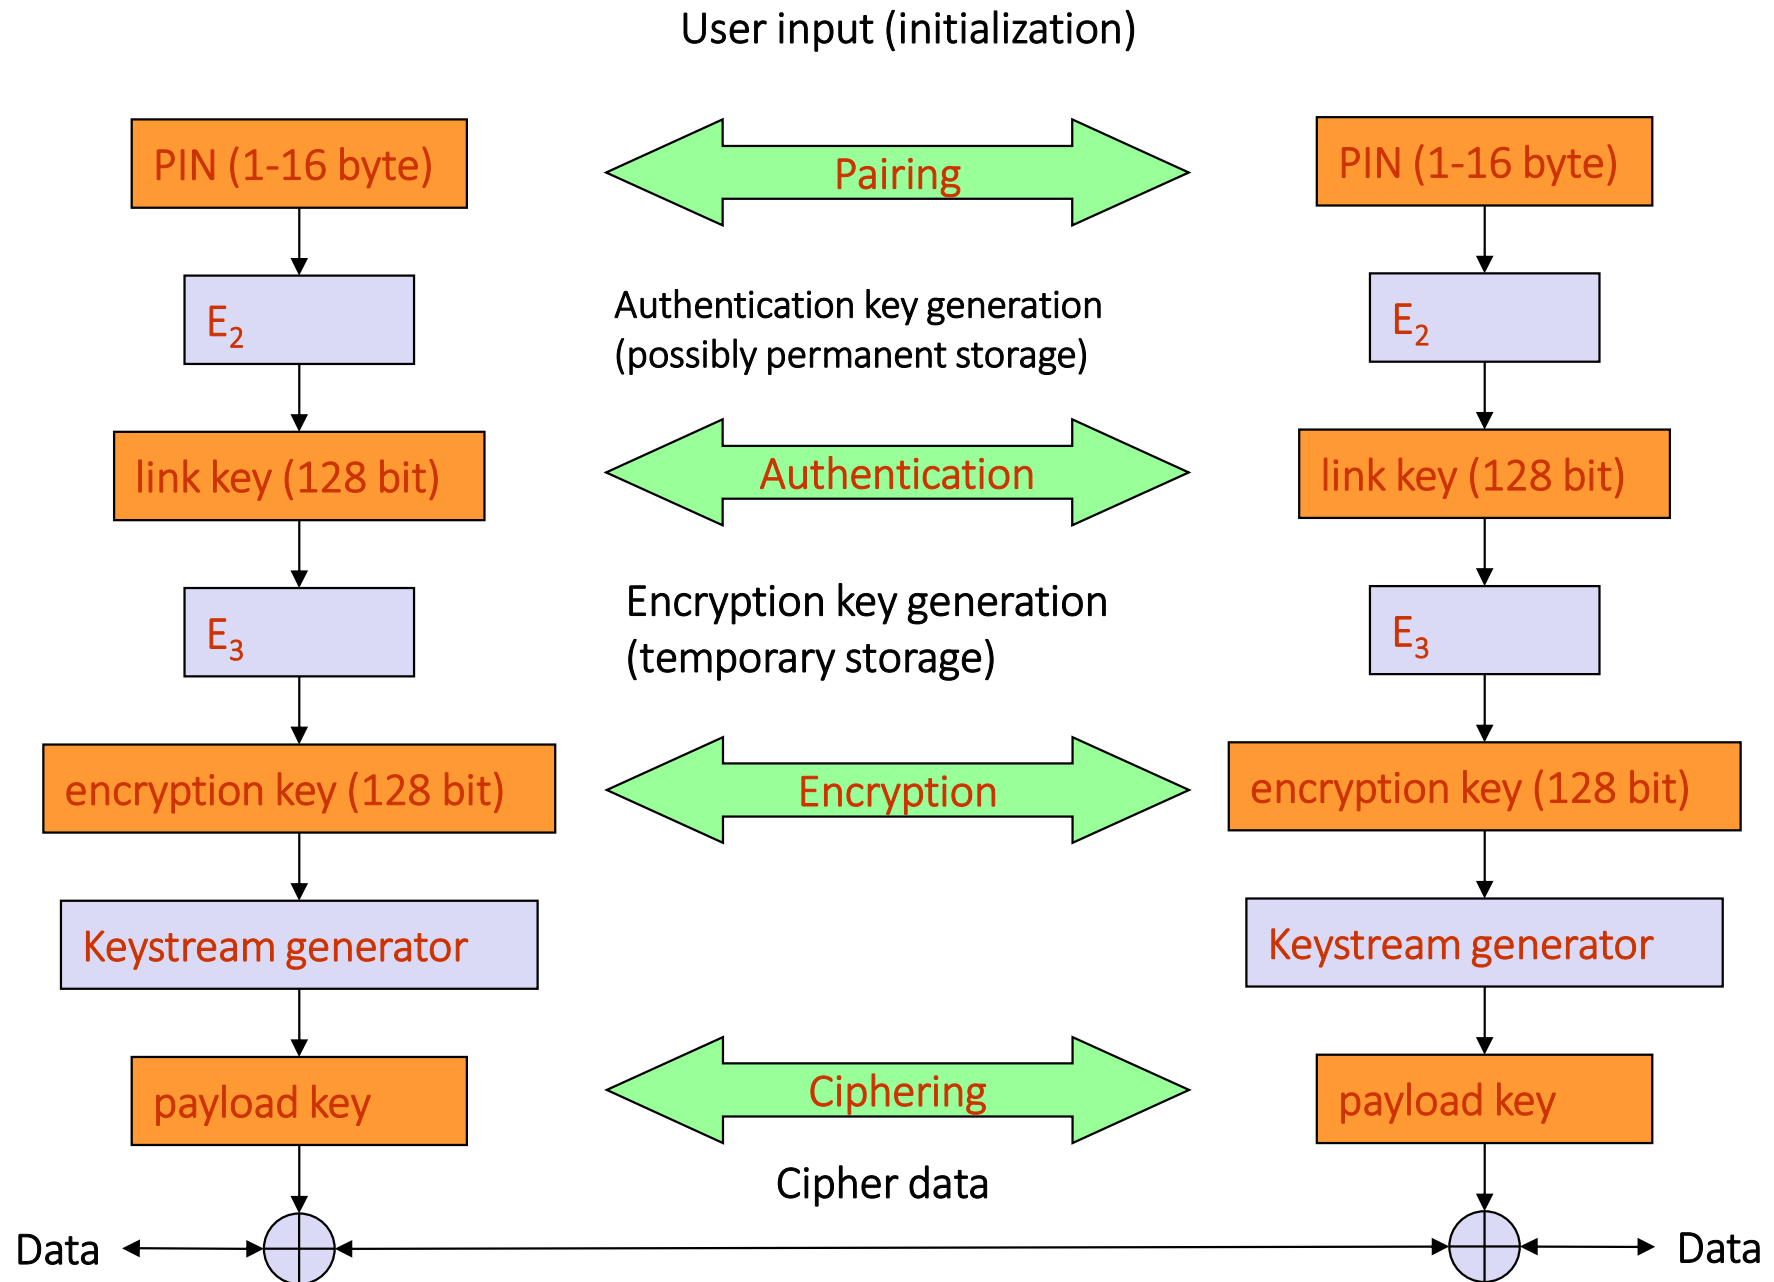 User input (initialization)
PIN (1-16 byte)
Pairing
PIN (1-16 byte)
E2
Authentication key generation
(possibly permanent storage)
E2
link key (128 bit)
Authentication
link key (128 bit)
E3
Encryption key generation
(temporary storage)
E3
encryption key (128 bit)
Encryption
encryption key (128 bit)
Keystream generator
Keystream generator
payload key
Ciphering
payload key
Cipher data
Data
Data